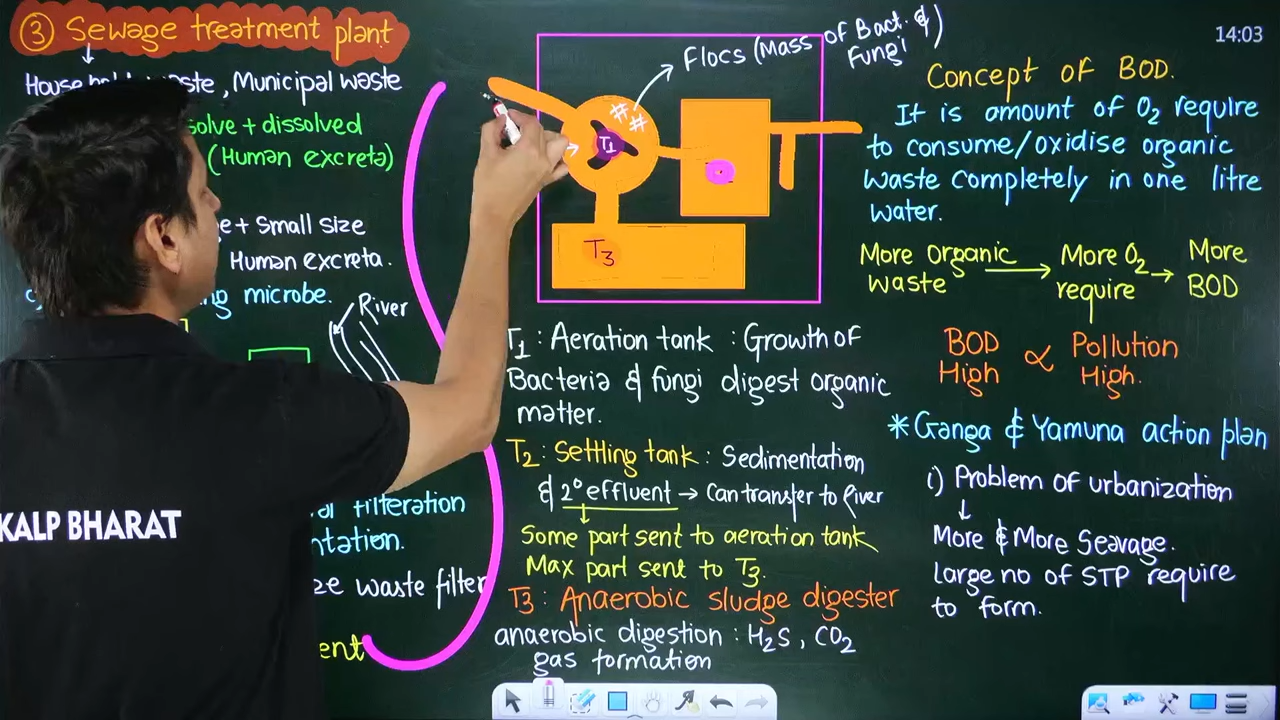 ③ Sewage treatment plant
waste, Municipal waste
solve + dissolved
(Human excreta)
+ Small size
Human excreta.
microbe.
River
filteration
waste filter
KALP BHARAT
Flocs (Mass of Bact. &
Fungi)
T1
T3
T1 : Aeration tank : Growth of
Bacteria & fungi digest organic
matter.
T2 : Settling tank : Sedimentation
& 2° effluent → Can transfer to River
Some part sent to aeration tank
Max part sent to T3.
T3 : Anaerobic sludge digester
anaerobic digestion : H2S, CO2
gas formation
14:03
Concept of BOD.
It is amount of O2 require
to consume/oxidise organic
waste completely in one litre
water.
More organic waste → More O2 require → More BOD
BOD High ∝ Pollution High.
*Ganga & Yamuna action plan
i) Problem of urbanization
↓
More & More Seavage.
Large no of STP require
to form.